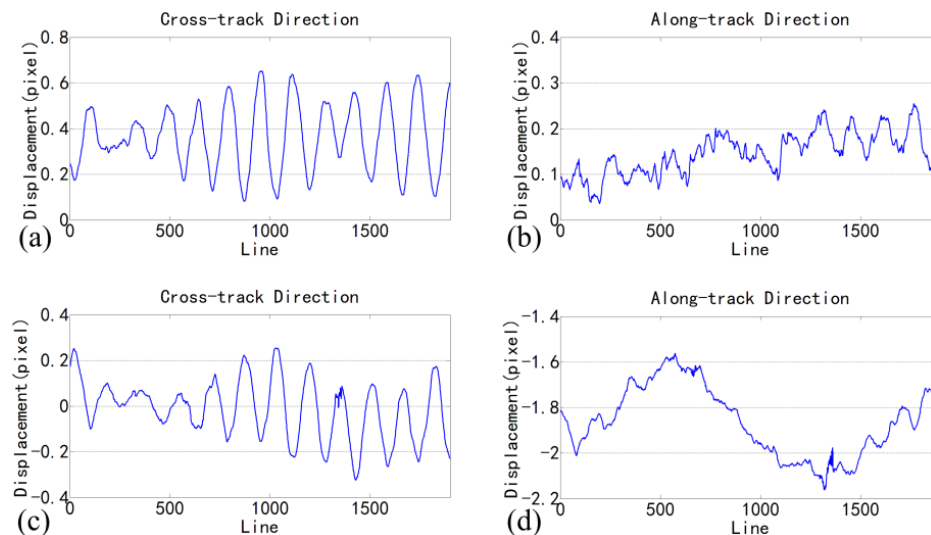 Cross-track Direction
Displacement(pixel)
0.8
0.6
0.4
0.2
0
0 500 1000 1500
Line
(a)
Along-track Direction
Displacement(pixel)
0.4
0.3
0.2
0.1
0
0 500 1000 1500
Line
(b)
Cross-track Direction
Displacement(pixel)
0.4
0.2
0
-0.2
-0.4
0 500 1000 1500
Line
(c)
Along-track Direction
Displacement(pixel)
-1.4
-1.6
-1.8
-2
-2.2
0 500 1000 1500
Line
(d)